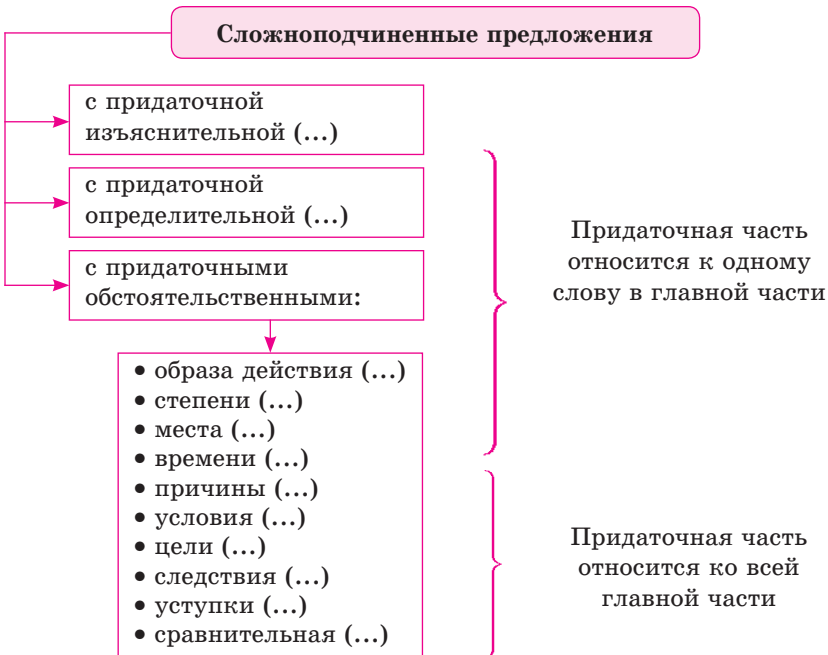 Сложноподчиненные предложения
с придаточной
изъяснительной (...)
с придаточной
определительной (...)
с придаточными
обстоятельственными:
• образа действия (...)
• степени (...)
• места (...)
• времени (...)
• причины (...)
• условия (...)
• цели (...)
• следствия (...)
• уступки (...)
• сравнительная (...)
Придаточная часть
относится к одному
слову в главной части
Придаточная часть
относится ко всей
главной части